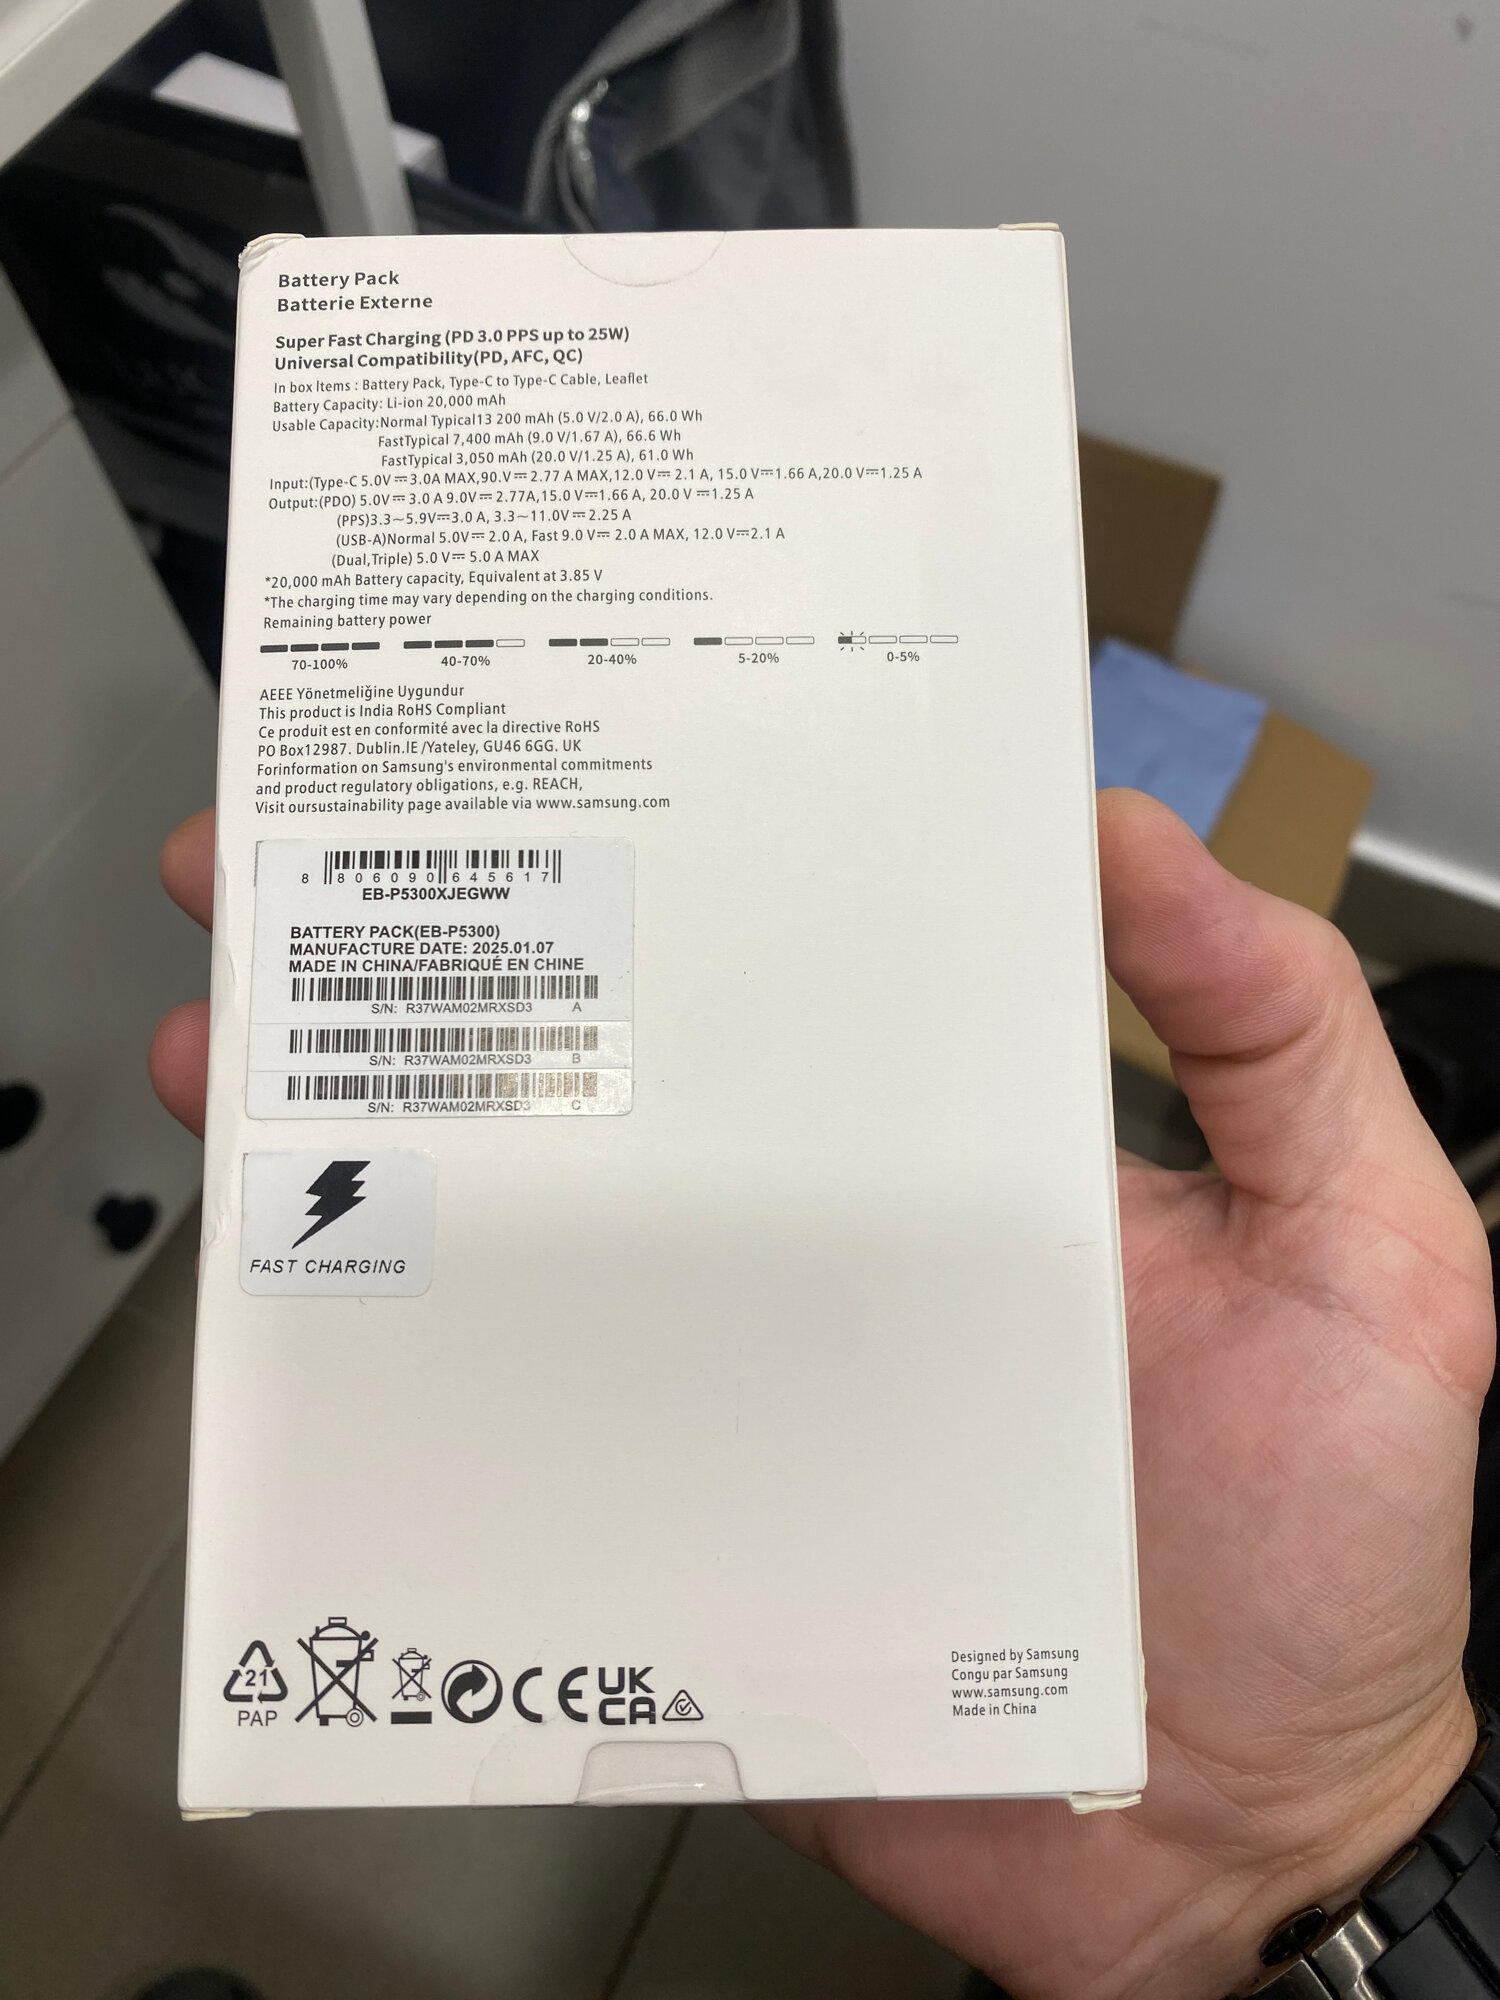 Battery Pack
Batterie Externe
Super Fast Charging (PD 3.0 PPS up to 25W)
Universal Compatibility(PD, AFC, QC)
In box Items : Battery Pack, Type-C to Type-C Cable, Leaflet
Battery Capacity: Li-ion 20,000 mAh
Usable Capacity:Normal Typical13 200 mAh (5.0 V/2.0 A), 66.0 Wh
FastTypical 7,400 mAh (9.0 V/1.67 A), 66.6 Wh
FastTypical 3,050 mAh (20.0 V/1.25 A), 61.0 Wh
Input:(Type-C 5.0V⎓3.0A MAX,90.V⎓ 2.77 A MAX,12.0 V⎓ 2.1 A, 15.0 V⎓1.66 A,20.0 V⎓1.25 A
Output:(PDO) 5.0V⎓ 3.0 A 9.0V⎓ 2.77A,15.0 V⎓1.66 A, 20.0 V ⎓1.25 A
(PPS)3.3~5.9V⎓3.0 A, 3.3~11.0V⎓ 2.25 A
(USB-A)Normal 5.0V⎓ 2.0 A, Fast 9.0 V⎓ 2.0 A MAX, 12.0 V⎓2.1 A
(Dual,Triple) 5.0 V⎓ 5.0 A MAX
*20,000 mAh Battery capacity, Equivalent at 3.85 V
*The charging time may vary depending on the charging conditions.
Remaining battery power
70-100% 40-70% 20-40% 5-20% 0-5%
AEEE Yönetmeliğine Uygundur
This product is India RoHS Compliant
Ce produit est en conformité avec la directive RoHS
PO Box12987. Dublin.IE /Yateley, GU46 6GG. UK
Forinformation on Samsung's environmental commitments
and product regulatory obligations, e.g. REACH,
Visit oursustainability page available via www.samsung.com
8 806090 645617
EB-P5300XJEGWW
BATTERY PACK(EB-P5300)
MANUFACTURE DATE: 2025.01.07
MADE IN CHINA/FABRIQUÉ EN CHINE
S/N: R37WAM02MRXSD3 A
S/N: R37WAM02MRXSD3 B
S/N: R37WAM02MRXSD3 C
FAST CHARGING
21
PAP
CE
UK
CA
Designed by Samsung
Congu par Samsung
www.samsung.com
Made in China